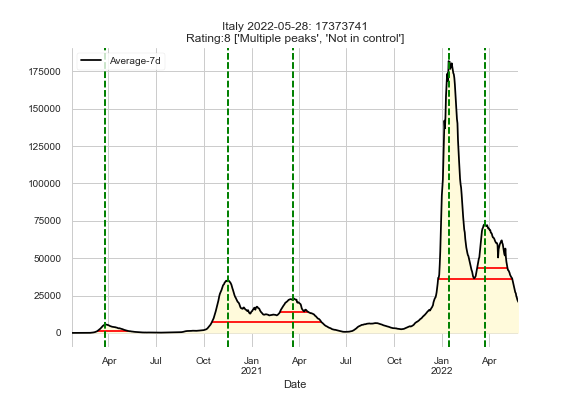 Italy 2022-05-28: 17373741
Rating:8 ['Multiple peaks', 'Not in control']
Average-7d
175000
150000
125000
100000
75000
50000
25000
0
Apr Jul Oct Jan Apr Jul Oct Jan Apr
2021 2022
Date